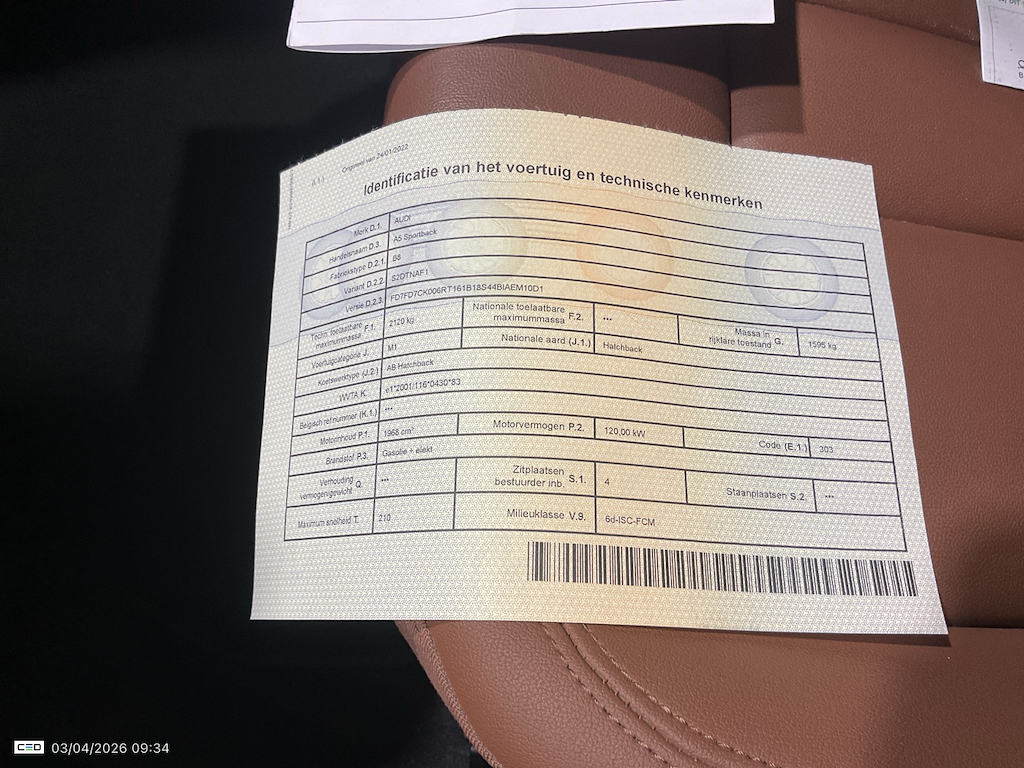 (I.1.) Origineel van 24/01/2022
Identificatie van het voertuig en technische kenmerken
Merk D.1. AUDI
Handelsnaam D.3. A5 Sportback
Fabriekstype D.2.1. B8
Variant D.2.2. S2DTNAF1
Versie D.2.3. FD7FD7CK006RT161B18S44BIAEM10D1
Techn. toelaatbare maximummassa F.1. 2120 kg Nationale toelaatbare maximummassa F.2. *** Massa in rijklare toestand G. 1595 kg
Voertuigcategorie J. M1 Nationale aard (J.1.) Hatchback
Koetswerktype (J.2.) AB Hatchback
WVTA K. e1*2001/116*0430*83
Belgisch ref nummer (K.1.) ***
Motorinhoud P.1. 1968 cm³ Motorvermogen P.2. 120,00 kW Code (E.1.) 303
Brandstof P.3. Gasolie + elekt
Verhouding vermogen/gewicht Q. *** Zitplaatsen bestuurder inb. S.1. 4 Staanplaatsen S.2. ***
Maximum snelheid T. 210 Milieuklasse V.9. 6d-ISC-FCM
CEO 03/04/2026 09:34